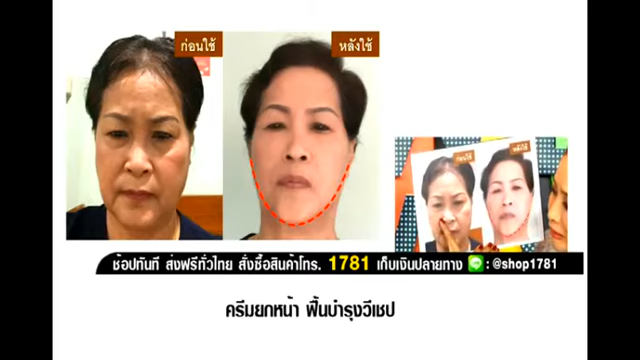 ก่อนใช้
หลังใช้
ก่อนใช้
หลังใช้
ช้อปทันที ส่งฟรีทั่วไทย สั่งซื้อสินค้าโทร. 1781 เก็บเงินปลายทาง LINE : @shop1781
ครีมยกหน้า ฟื้นบำรุงวีเชป